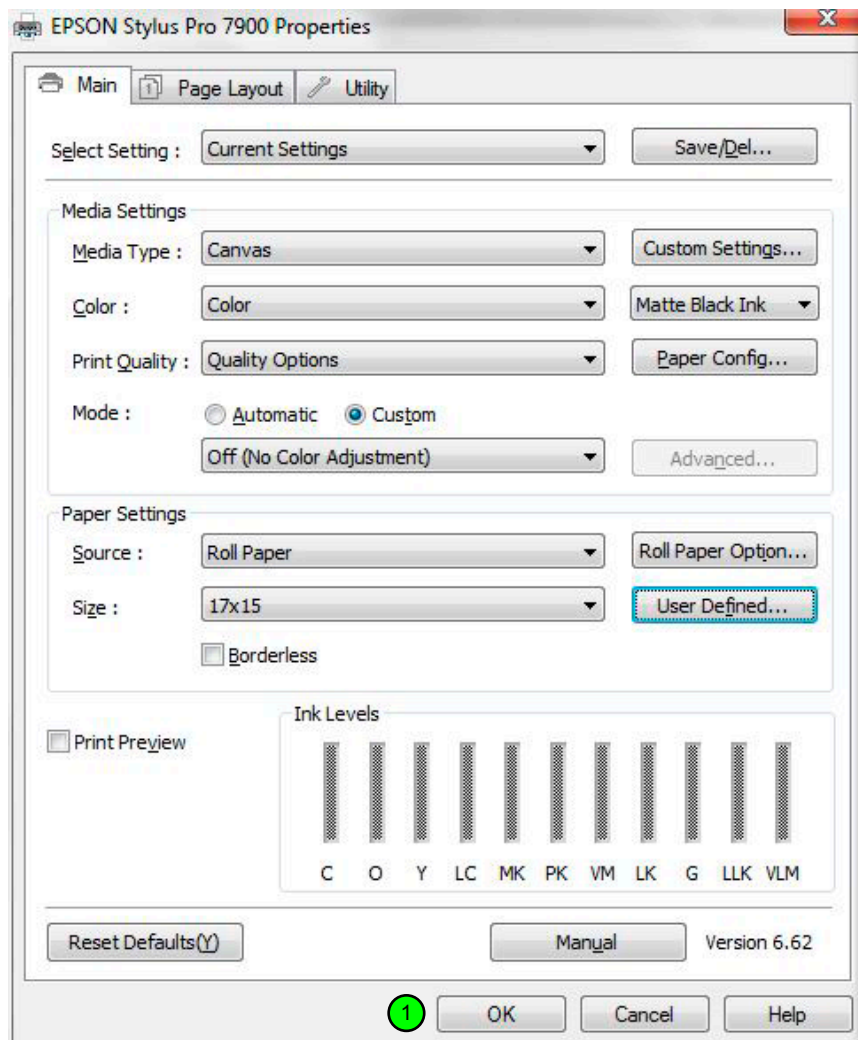 EPSON Stylus Pro 7900 Properties
Main Page Layout Utility
Select Setting : Current Settings Save/Del...
Media Settings
Media Type : Canvas Custom Settings...
Color : Color Matte Black Ink
Print Quality : Quality Options Paper Config...
Mode : Automatic Custom
Off (No Color Adjustment) Advanced...
Paper Settings
Source : Roll Paper Roll Paper Option...
Size : 17x15 User Defined...
Borderless
Ink Levels
Print Preview
C O Y LC MK PK VM LK G LLK VLM
Reset Defaults(Y) Manual Version 6.62
1 OK Cancel Help